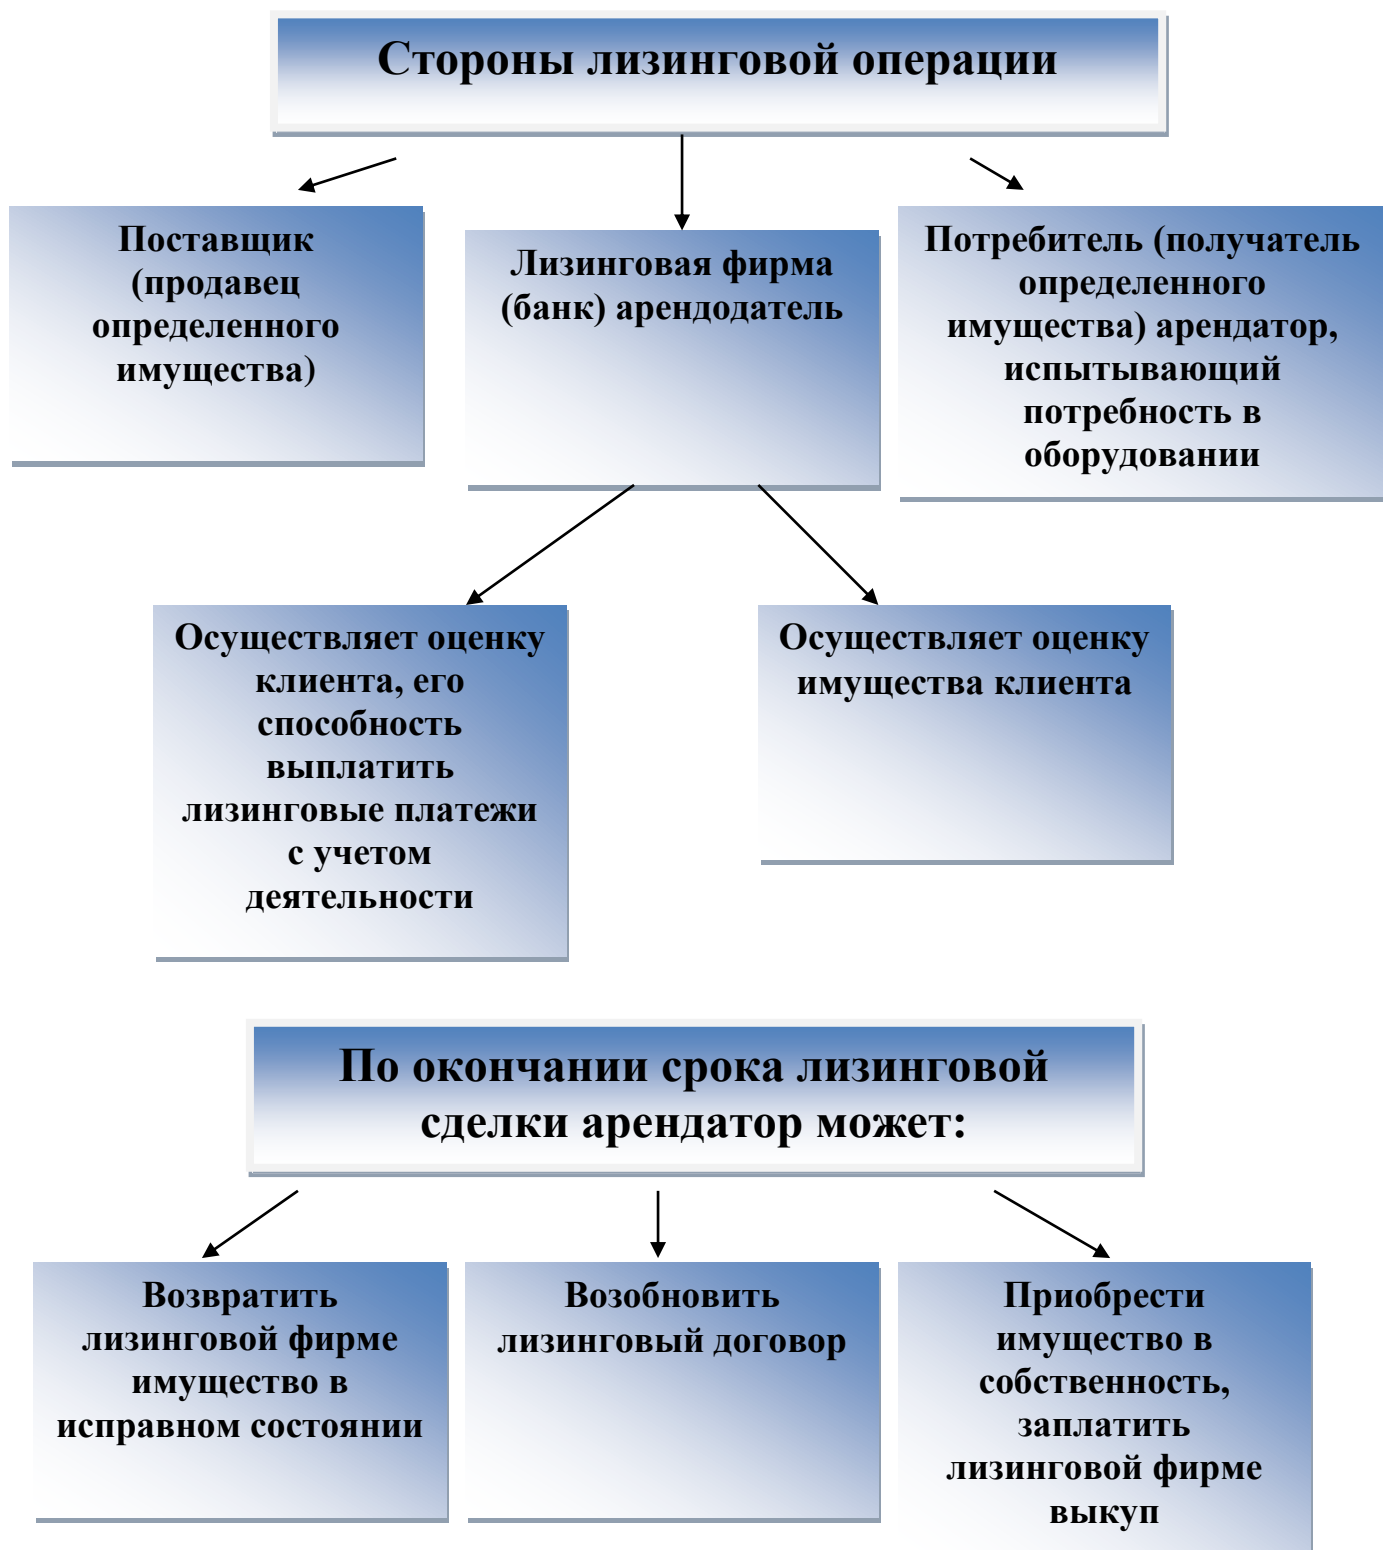 Стороны лизинговой операции
Поставщик
(продавец
определенного
имущества)
Лизинговая фирма
(банк) арендодатель
Потребитель (получатель
определенного
имущества) арендатор,
испытывающий
потребность в
оборудовании
Осуществляет оценку
клиента, его
способность
выплатить
лизинговые платежи
с учетом
деятельности
Осуществляет оценку
имущества клиента
По окончании срока лизинговой
сделки арендатор может:
Возвратить
лизинговой фирме
имущество в
исправном состоянии
Возобновить
лизинговый договор
Приобрести
имущество в
собственность,
заплатить
лизинговой фирме
выкуп